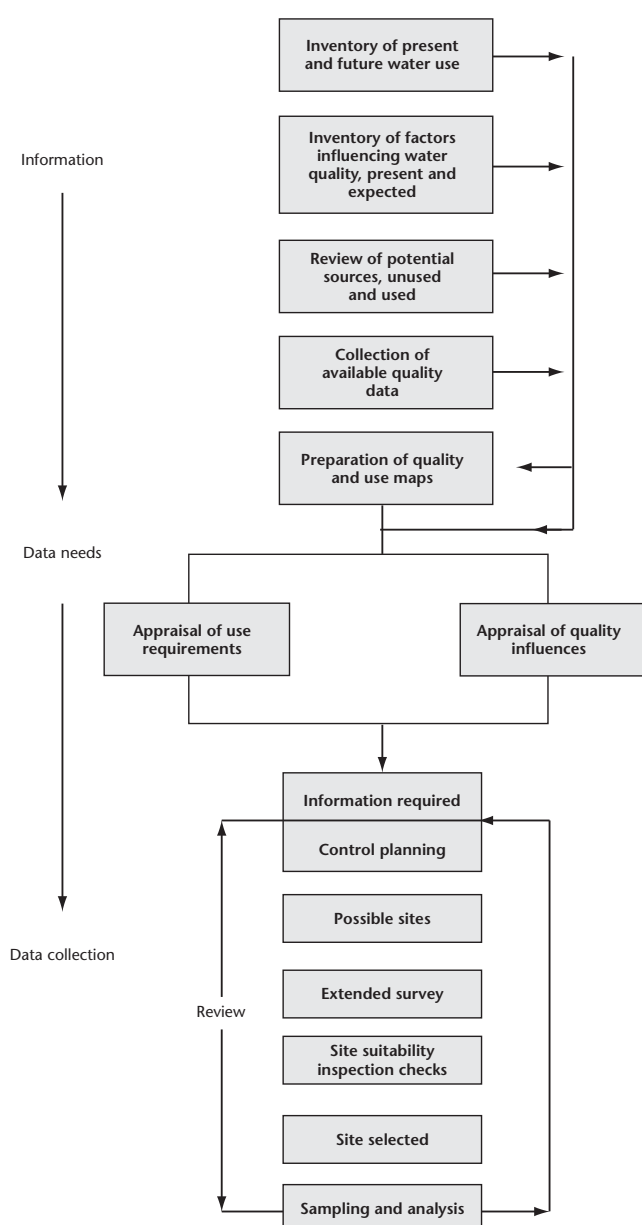 Inventory of present
and future water use
Information
Inventory of factors
influencing water
quality, present and
expected
Review of potential
sources, unused
and used
Collection of
available quality
data
Preparation of quality
and use maps
Data needs
Appraisal of use
requirements
Appraisal of quality
influences
Information required
Control planning
Possible sites
Data collection
Extended survey
Review
Site suitability
inspection checks
Site selected
Sampling and analysis